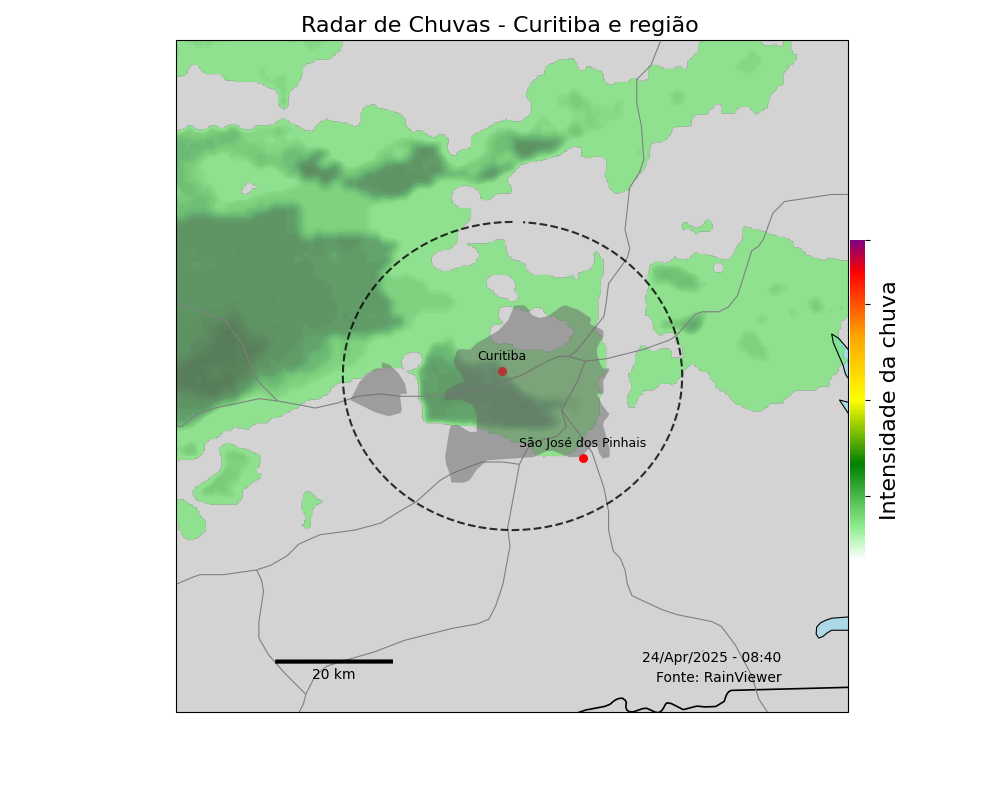 Radar de Chuvas - Curitiba e região
Curitiba
São José dos Pinhais
Intensidade da chuva
24/Apr/2025 - 08:40
Fonte: RainViewer
20 km